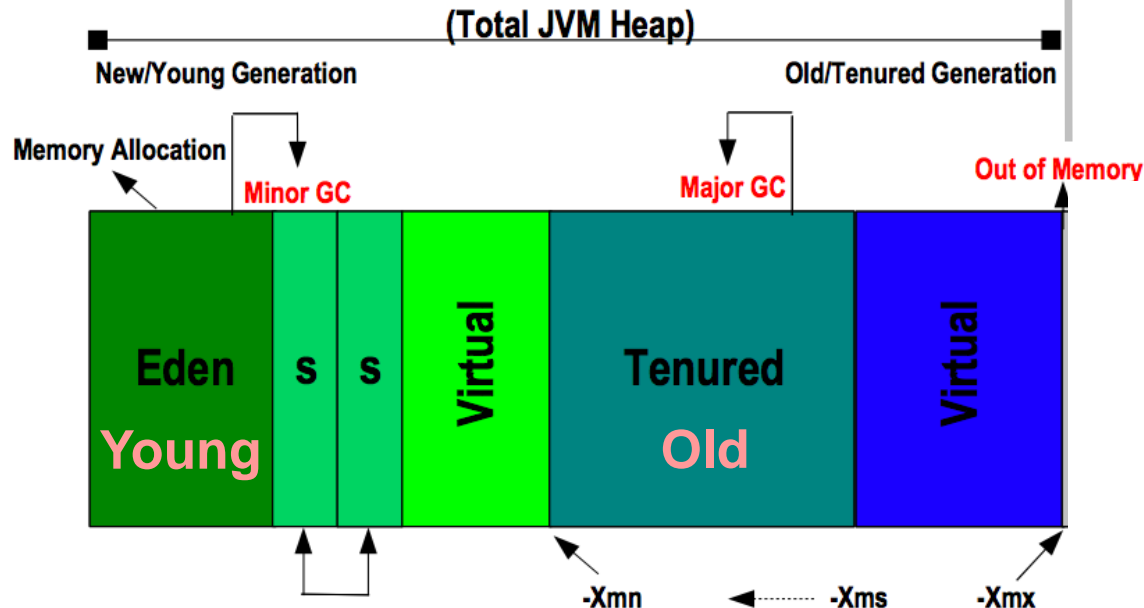 (Total JVM Heap)
New/Young Generation
Old/Tenured Generation
Memory Allocation
Minor GC
Major GC
Out of Memory
Eden
S
S
Virtual
Tenured
Virtual
Young
Old
-Xmn
-Xms
-Xmx